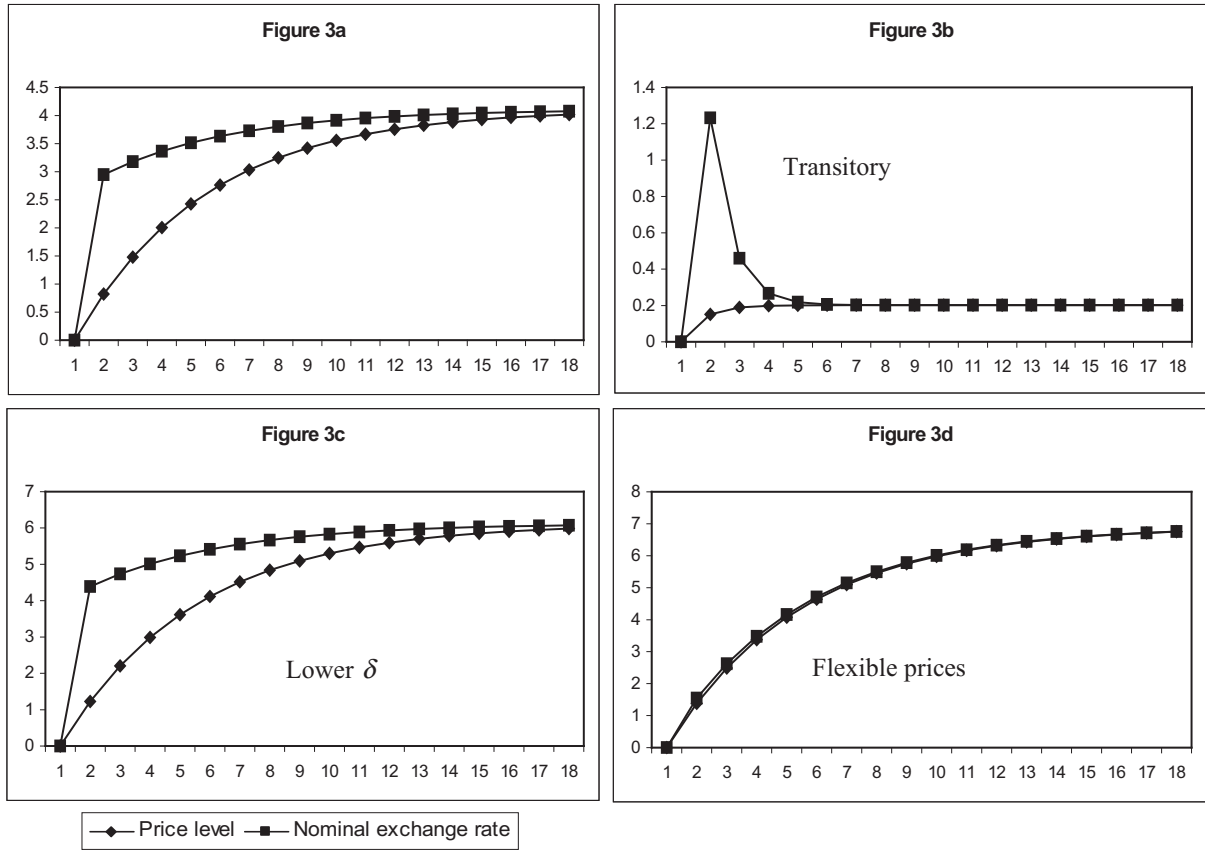 Figure 3a
4.5
4
3.5
3
2.5
2
1.5
1
0.5
0
1 2 3 4 5 6 7 8 9 10 11 12 13 14 15 16 17 18
Figure 3b
1.4
1.2
1
0.8
0.6
0.4
0.2
0
Transitory
1 2 3 4 5 6 7 8 9 10 11 12 13 14 15 16 17 18
Figure 3c
7
6
5
4
3
2
1
0
Lower δ
1 2 3 4 5 6 7 8 9 10 11 12 13 14 15 16 17 18
Figure 3d
8
7
6
5
4
3
2
1
0
Flexible prices
1 2 3 4 5 6 7 8 9 10 11 12 13 14 15 16 17 18
Price level Nominal exchange rate